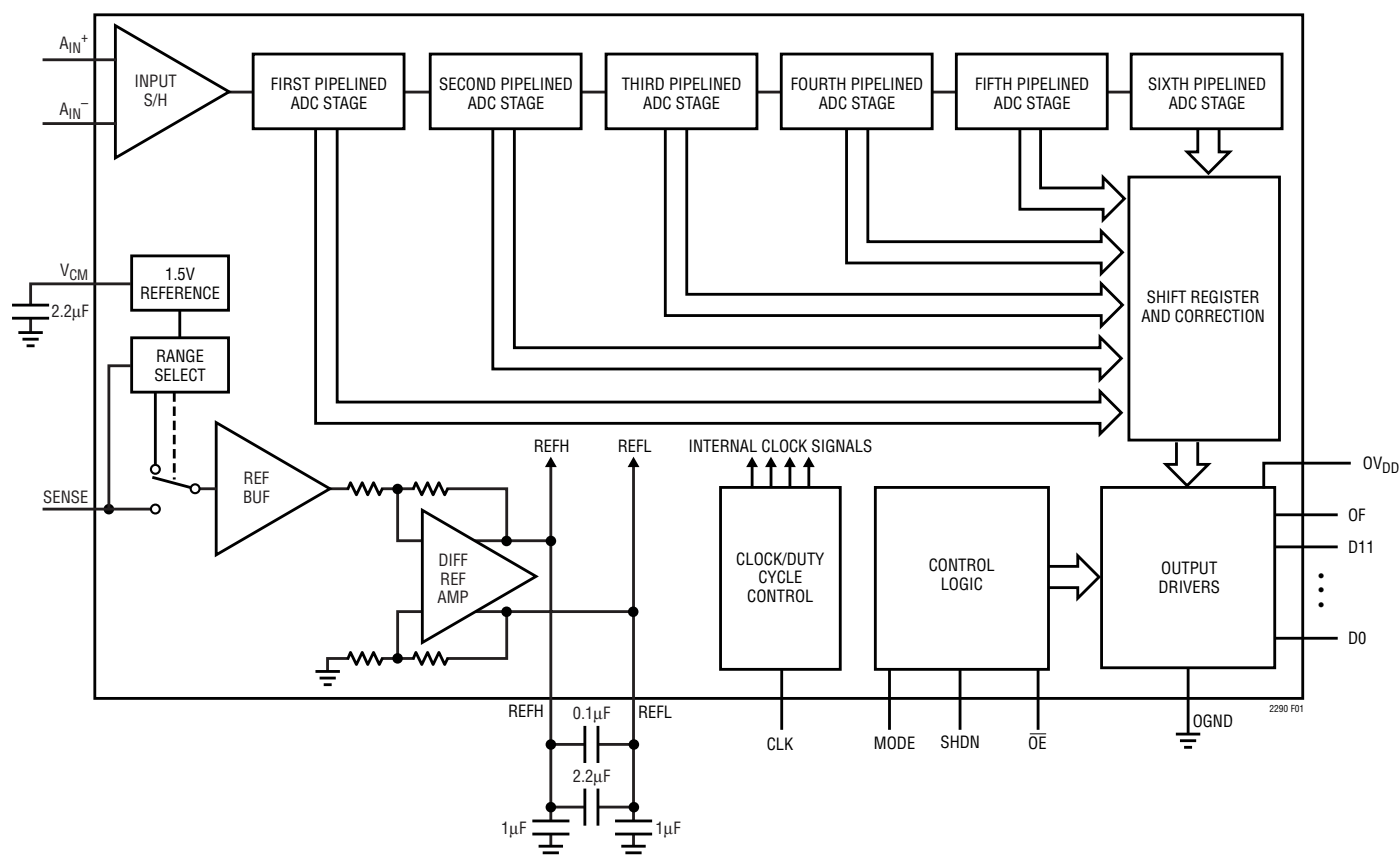 AIN+
INPUT
S/H
AIN–
FIRST PIPELINED
ADC STAGE
SECOND PIPELINED
ADC STAGE
THIRD PIPELINED
ADC STAGE
FOURTH PIPELINED
ADC STAGE
FIFTH PIPELINED
ADC STAGE
SIXTH PIPELINED
ADC STAGE
VCM
2.2µF
1.5V
REFERENCE
RANGE
SELECT
SHIFT REGISTER
AND CORRECTION
SENSE
REF
BUF
DIFF
REF
AMP
REFH
REFL
INTERNAL CLOCK SIGNALS
CLOCK/DUTY
CYCLE
CONTROL
CONTROL
LOGIC
OUTPUT
DRIVERS
OVDD
OF
D11
D0
REFH
0.1µF
REFL
2.2µF
1µF
1µF
CLK
MODE
SHDN
O̅E̅
OGND
2290 F01